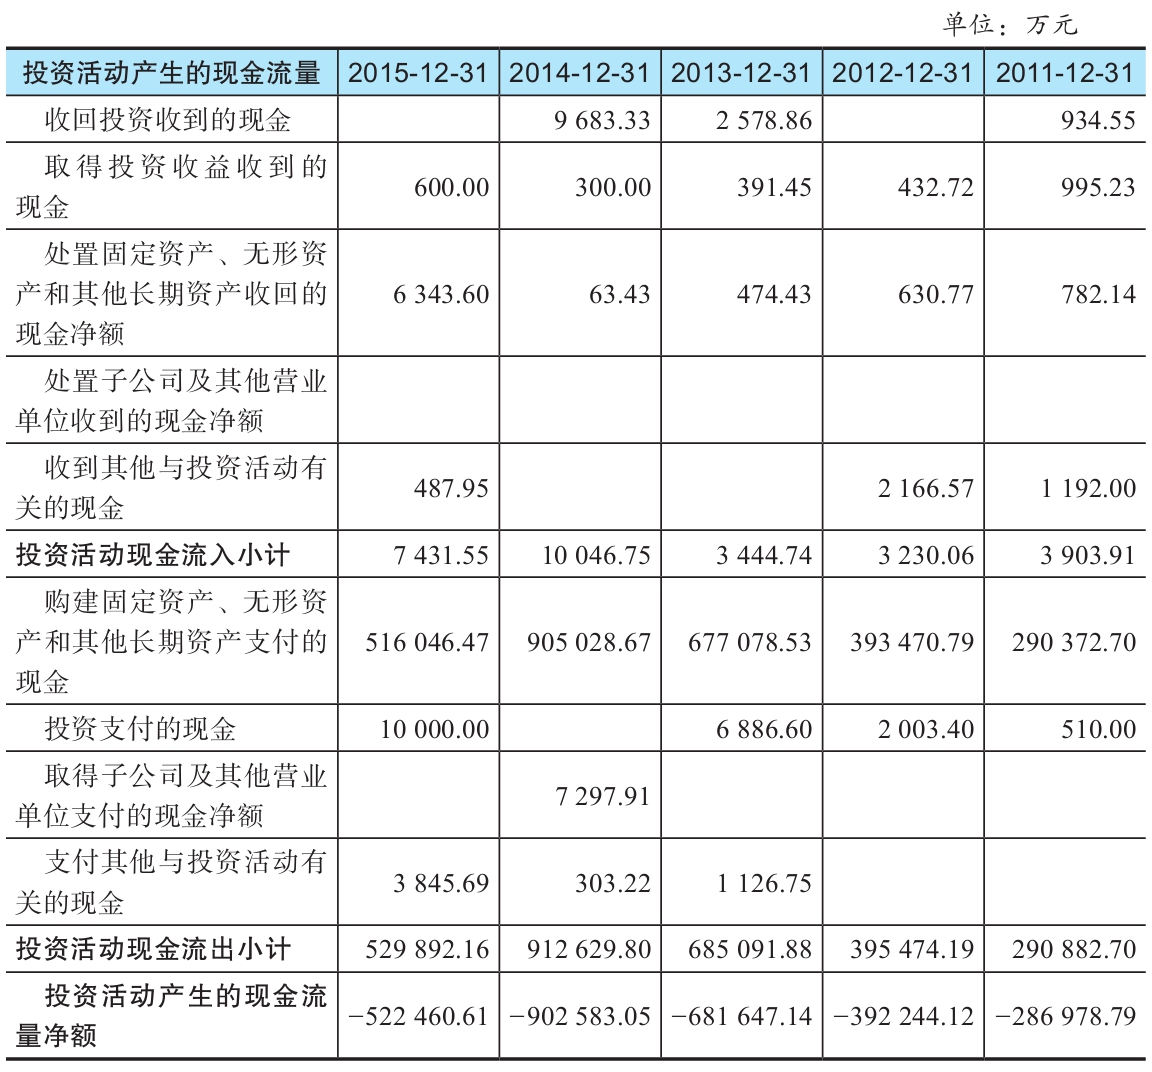 单位：万元
投资活动产生的现金流量 2015-12-31 2014-12-31 2013-12-31 2012-12-31 2011-12-31
收回投资收到的现金 9 683.33 2 578.86 934.55
取得投资收益收到的
现金 600.00 300.00 391.45 432.72 995.23
处置固定资产、无形资
产和其他长期资产收回的 6 343.60 63.43 474.43 630.77 782.14
现金净额
处置子公司及其他营业
单位收到的现金净额
收到其他与投资活动有
关的现金 487.95 2 166.57 1 192.00
投资活动现金流入小计 7 431.55 10 046.75 3 444.74 3 230.06 3 903.91
购建固定资产、无形资
产和其他长期资产支付的 516 046.47 905 028.67 677 078.53 393 470.79 290 372.70
现金
投资支付的现金 10 000.00 6 886.60 2 003.40 510.00
取得子公司及其他营业
单位支付的现金净额 7 297.91
支付其他与投资活动有
关的现金 3 845.69 303.22 1 126.75
投资活动现金流出小计 529 892.16 912 629.80 685 091.88 395 474.19 290 882.70
投资活动产生的现金流
量净额 −522 460.61 −902 583.05 −681 647.14 −392 244.12 −286 978.79